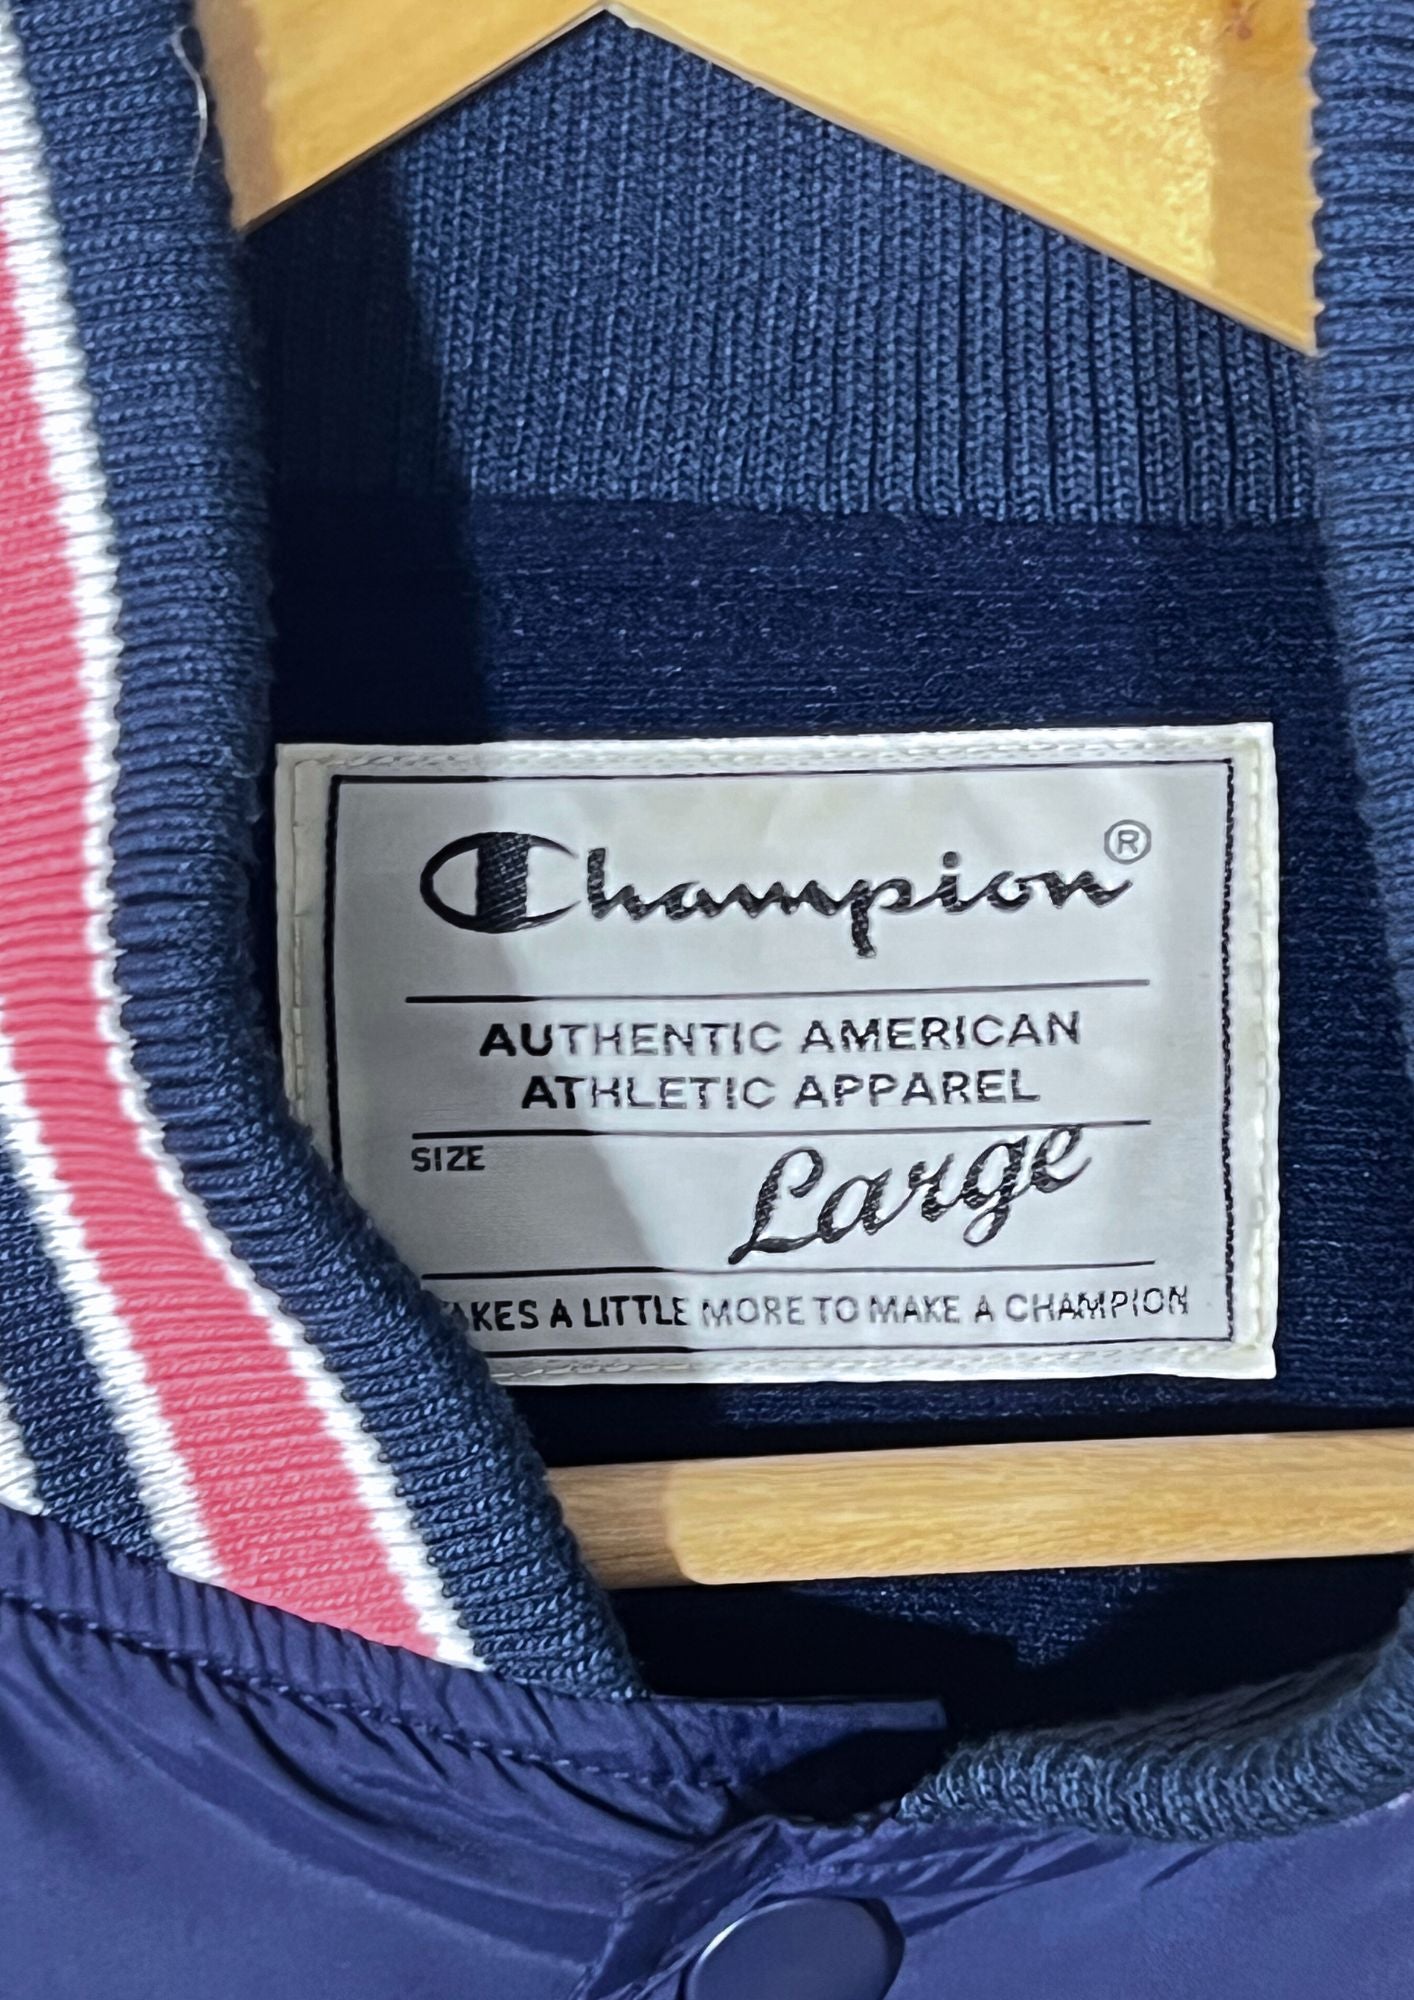 Champion®
AUTHENTIC AMERICAN
ATHLETIC APPAREL
SIZE Large
AKES A LITTLE MORE TO MAKE A CHAMPION